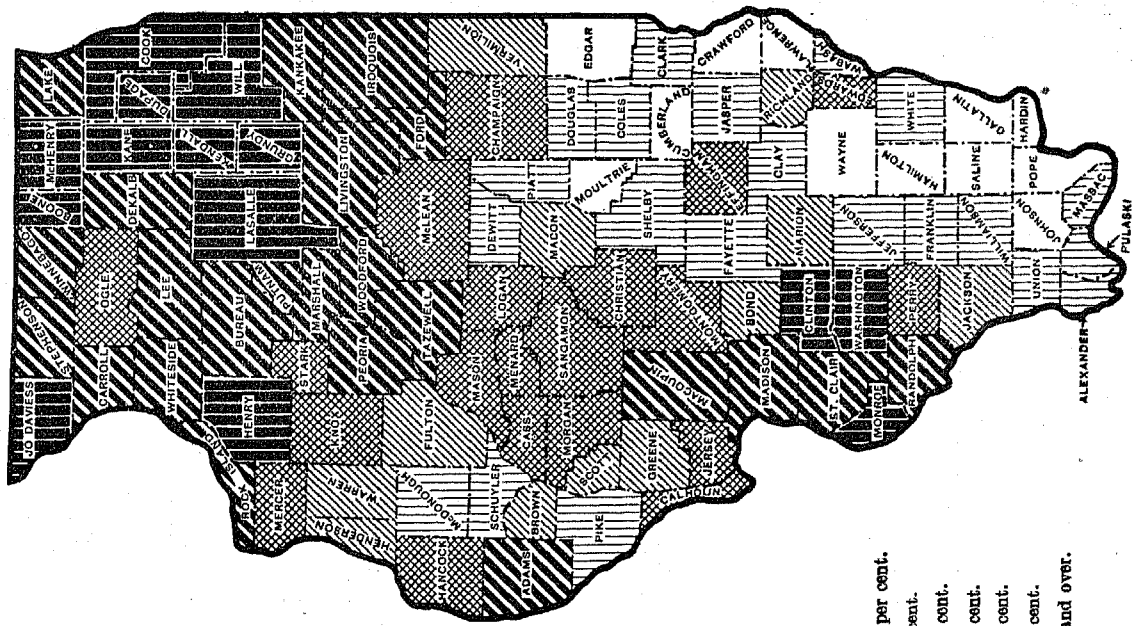 JO DAVIESS
STEPHENSON
WINNEBAGO
BOONE
McHENRY
LAKE
CARROLL
OGLE
DEKALB
KANE
DUPAGE
COOK
WHITESIDE
LEE
KENDALL
WILL
ROCK
ISLAND
HENRY
BUREAU
LASALLE
GRUNDY
KANKAKEE
MERCER
STARK
PUTNAM
MARSHALL
KNOX
PEORIA
WOODFORD
LIVINGSTON
IROQUOIS
FORD
HENDERSON
WARREN
FULTON
TAZEWELL
McLEAN
VERMILION
HANCOCK
McDONOUGH
MASON
LOGAN
DEWITT
PIATT
CHAMPAIGN
ADAMS
SCHUYLER
BROWN
CASS
MENARD
SANGAMON
MACON
MOULTRIE
DOUGLAS
EDGAR
COLES
PIKE
SCOTT
MORGAN
CHRISTIAN
SHELBY
CUMBERLAND
CLARK
CALHOUN
GREENE
JERSEY
MACOUPIN
MONTGOMERY
FAYETTE
EFFINGHAM
JASPER
CRAWFORD
MADISON
BOND
MARION
CLAY
RICHLAND
LAWRENCE
ST. CLAIR
CLINTON
WASHINGTON
JEFFERSON
WAYNE
EDWARDS
WABASH
MONROE
RANDOLPH
PERRY
FRANKLIN
HAMILTON
WHITE
JACKSON
WILLIAMSON
SALINE
GALLATIN
UNION
JOHNSON
POPE
HARDIN
ALEXANDER
PULASKI
MASSAC
per cent.
cent.
cent.
cent.
cent.
cent.
and over.